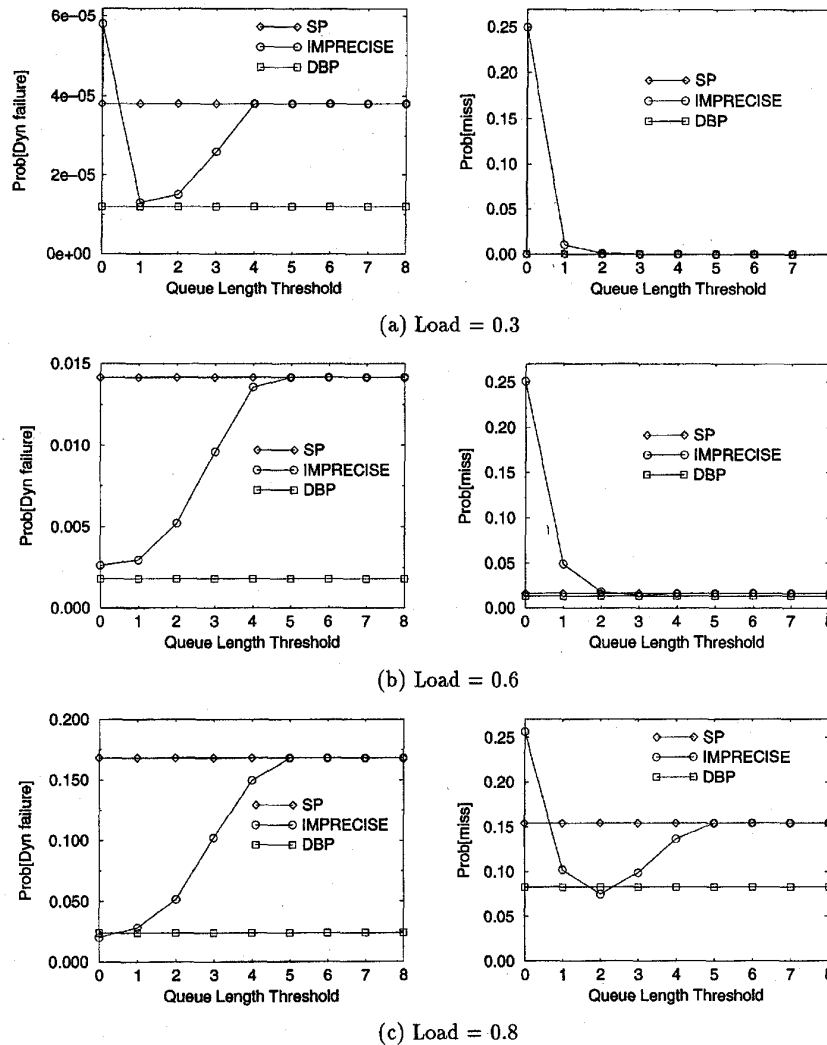 6e−05
4e−05
2e−05
0e+00
Prob[Dyn failure]
SP
IMPRECISE
DBP
0 1 2 3 4 5 6 7 8
Queue Length Threshold
0.25
0.20
0.15
0.10
0.05
0.00
Prob[miss]
SP
IMPRECISE
DBP
0 1 2 3 4 5 6 7
Queue Length Threshold
(a) Load = 0.3
0.015
0.010
0.005
0.000
Prob[Dyn failure]
SP
IMPRECISE
DBP
0 1 2 3 4 5 6 7 8
Queue Length Threshold
0.25
0.20
0.15
0.10
0.05
0.00
Prob[miss]
SP
IMPRECISE
DBP
0 1 2 3 4 5 6 7 8
Queue Length Threshold
(b) Load = 0.6
0.200
0.150
0.100
0.050
0.000
Prob[Dyn failure]
SP
IMPRECISE
DBP
0 1 2 3 4 5 6 7 8
Queue Length Threshold
0.25
0.20
0.15
0.10
0.05
0.00
Prob[miss]
SP
IMPRECISE
DBP
0 1 2 3 4 5 6 7 8
Queue Length Threshold
(c) Load = 0.8